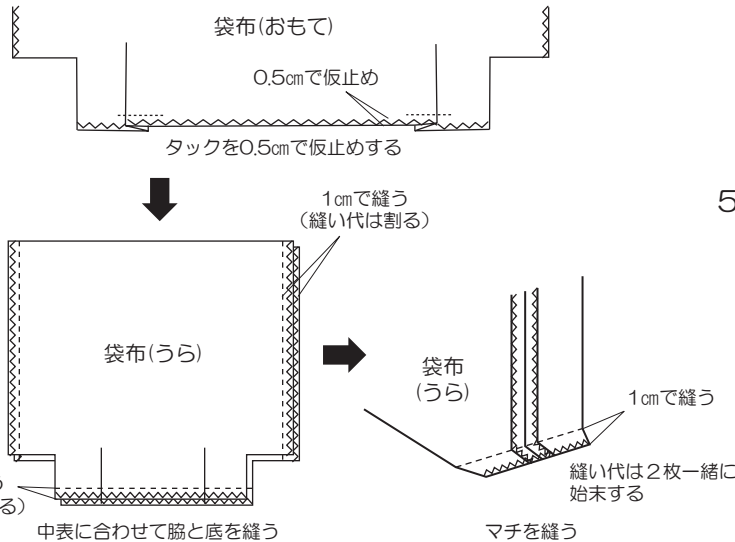 袋布(おもて)
0.5㎝で仮止め
タックを0.5㎝で仮止めする
1㎝で縫う
(縫い代は割る)
5
袋布(うら)
袋布
(うら)
1㎝で縫う
縫い代は2枚一緒に
始末する
る)
中表に合わせて脇と底を縫う
マチを縫う